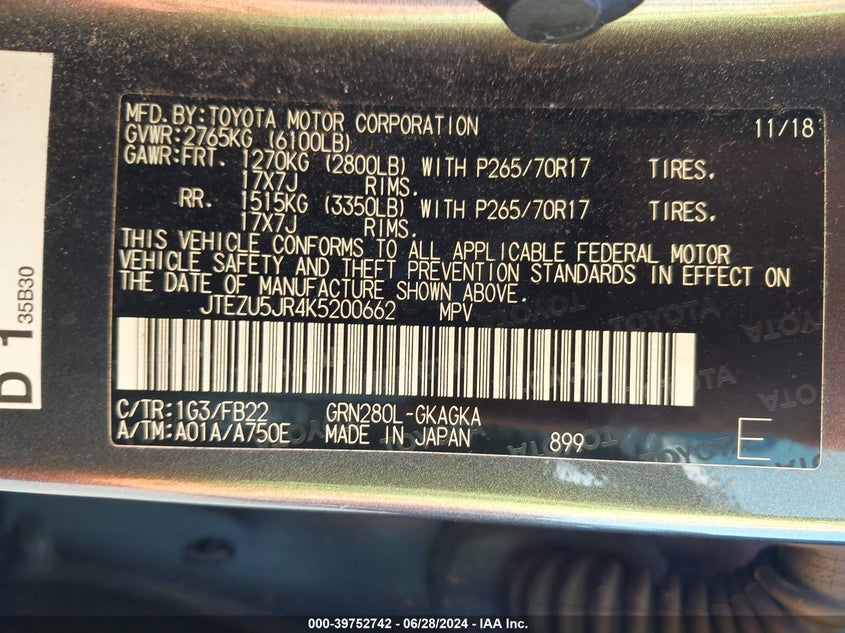 MFD.BY:TOYOTA MOTOR CORPORATION 11/18
GVWR:2765KG (6100LB)
GAWR:FRT. 1270KG (2800LB) WITH P265/70R17 TIRES.
17X7J RIMS.
RR. 1515KG (3350LB) WITH P265/70R17 TIRES.
17X7J RIMS.
THIS VEHICLE CONFORMS TO ALL APPLICABLE FEDERAL MOTOR
VEHICLE SAFETY AND THEFT PREVENTION STANDARDS IN EFFECT ON
THE DATE OF MANUFACTURE SHOWN ABOVE.
JTEZU5JR4K5200662 MPV
C/TR:1G3/FB22 GRN280L-GKAGKA
A/TM:A01A/A750E MADE IN JAPAN 899 E
D 1
35B30
TOYOTA TOYOTA TOYOTA
000-39752742 - 06/28/2024 - IAA Inc.